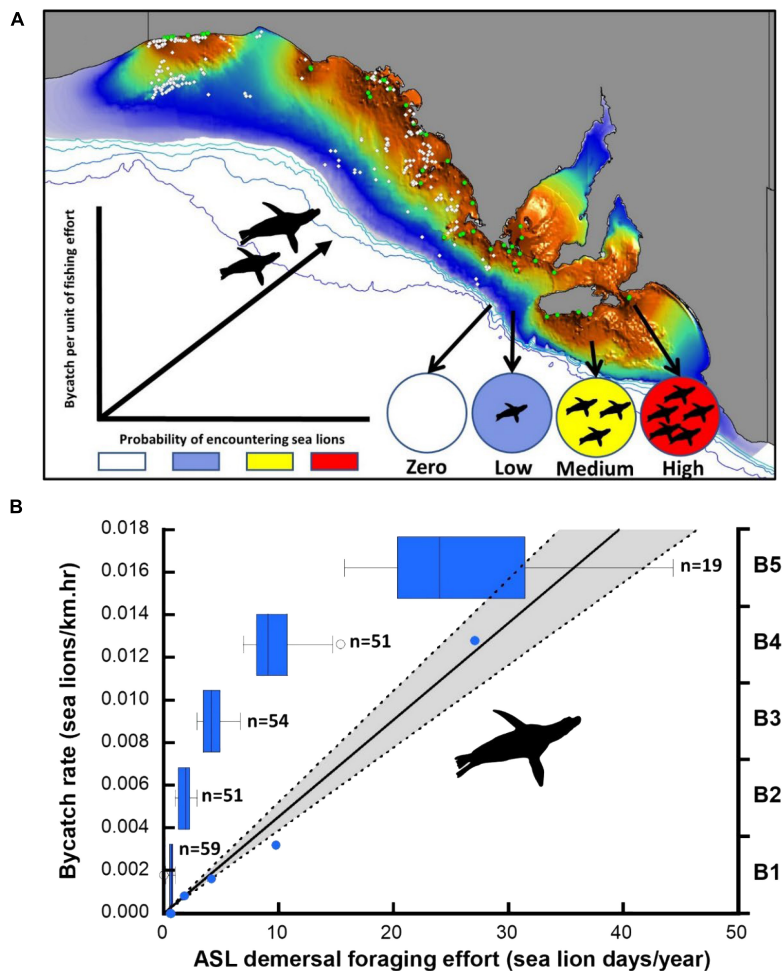 A
Bycatch per unit of fishing effort
Probability of encountering sea lions
Zero
Low
Medium
High
B
Bycatch rate (sea lions/km.hr)
0.018
0.016
0.014
0.012
0.010
0.008
0.006
0.004
0.002
0.000
n=19
n=51
n=54
n=51
n=59
B5
B4
B3
B2
B1
0 10 20 30 40 50
ASL demersal foraging effort (sea lion days/year)